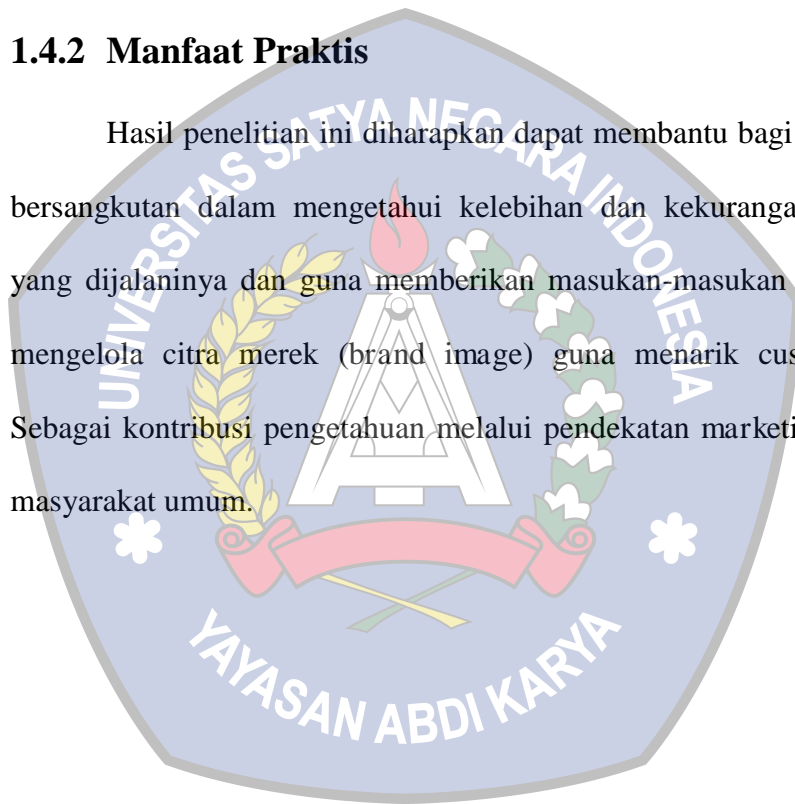 1.4.2 Manfaat Praktis
Hasil penelitian ini diharapkan dapat membantu bagi
bersangkutan dalam mengetahui kelebihan dan kekuranga
yang dijalaninya dan guna memberikan masukan-masukan
mengelola citra merek (brand image) guna menarik cus
Sebagai kontribusi pengetahuan melalui pendekatan marketi
masyarakat umum.
UNIVERSITAS SATYA NEGARA INDONESIA
YAYASAN ABDI KARYA